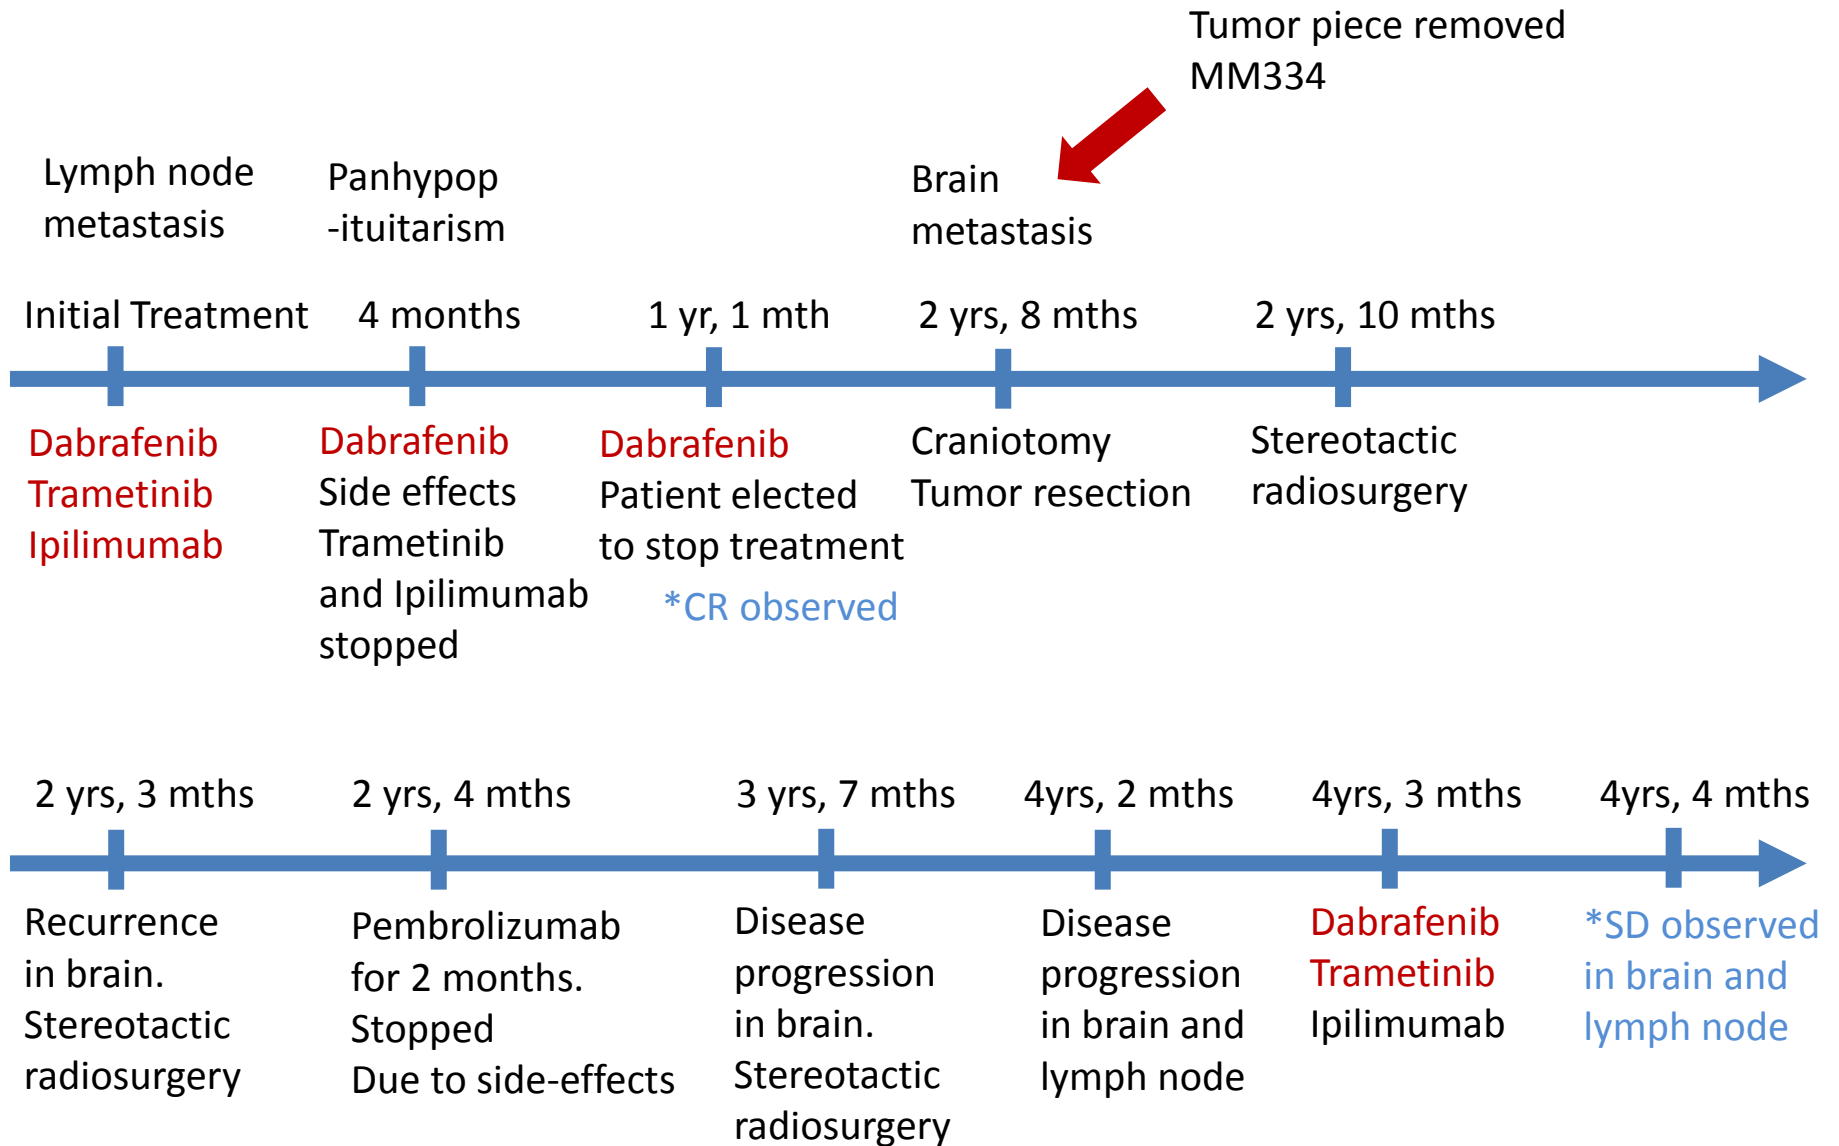 Tumor piece removed
MM334
Lymph node
metastasis
Panhypop
-ituitarism
Brain
metastasis
Initial Treatment
4 months
1 yr, 1 mth
2 yrs, 8 mths
2 yrs, 10 mths
Dabrafenib
Trametinib
Ipilimumab
Dabrafenib
Side effects
Trametinib
and Ipilimumab
stopped
Dabrafenib
Patient elected
to stop treatment
*CR observed
Craniotomy
Tumor resection
Stereotactic
radiosurgery
2 yrs, 3 mths
2 yrs, 4 mths
3 yrs, 7 mths
4yrs, 2 mths
4yrs, 3 mths
4yrs, 4 mths
Recurrence
in brain.
Stereotactic
radiosurgery
Pembrolizumab
for 2 months.
Stopped
Due to side-effects
Disease
progression
in brain.
Stereotactic
radiosurgery
Disease
progression
in brain and
lymph node
Dabrafenib
Trametinib
Ipilimumab
*SD observed
in brain and
lymph node